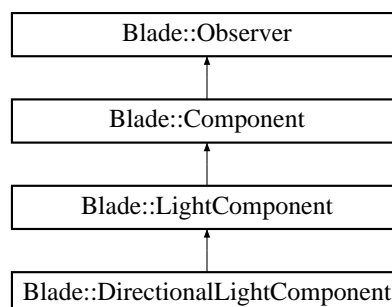 Blade::Observer
Blade::Component
Blade::LightComponent
Blade::DirectionalLightComponent